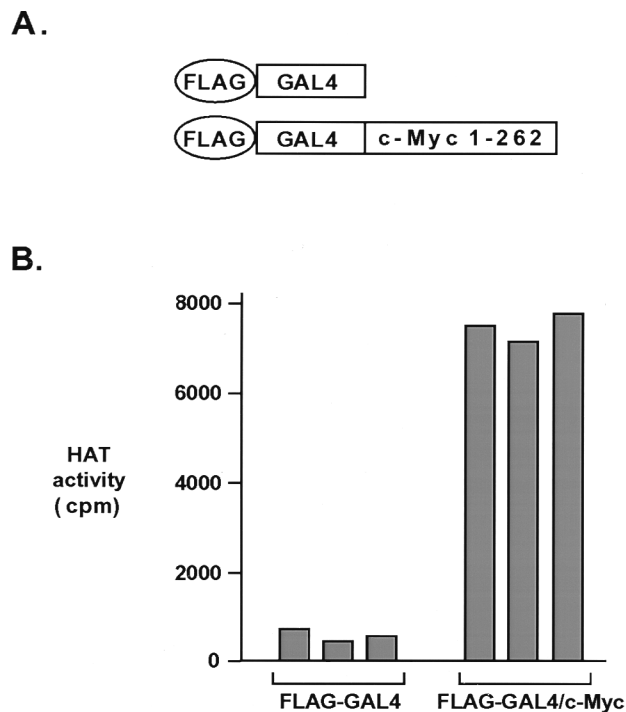 A.
FLAG GAL4
FLAG GAL4 c-Myc 1-262
B.
8000
6000
4000
2000
0
HAT
activity
(cpm)
FLAG-GAL4 FLAG-GAL4/c-Myc